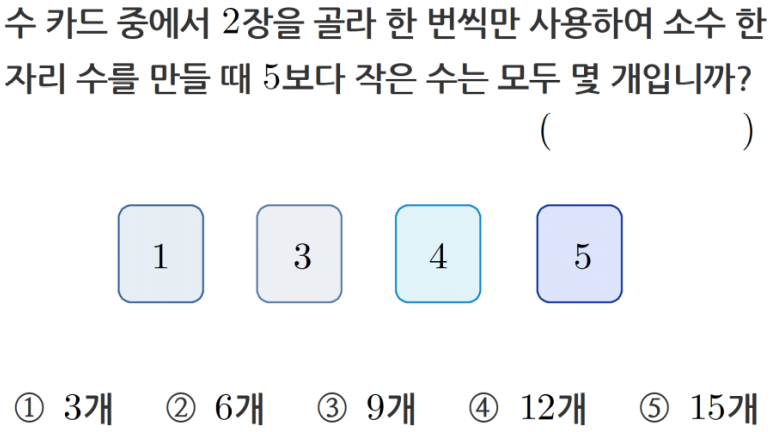 수 카드 중에서 2장을 골라 한 번씩만 사용하여 소수 한
자리 수를 만들 때 5보다 작은 수는 모두 몇 개입니까?
( )
1 3 4 5
① 3개 ② 6개 ③ 9개 ④ 12개 ⑤ 15개